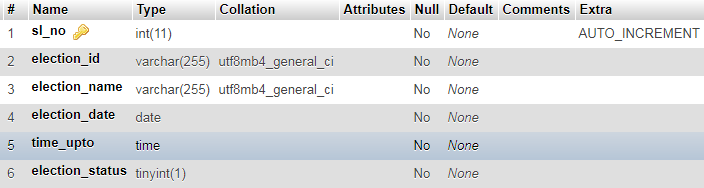 # Name Type Collation Attributes Null Default Comments Extra
1 sl_no int(11) No None AUTO_INCREMENT
2 election_id varchar(255) utf8mb4_general_ci No None
3 election_name varchar(255) utf8mb4_general_ci No None
4 election_date date No None
5 time_upto time No None
6 election_status tinyint(1) No None